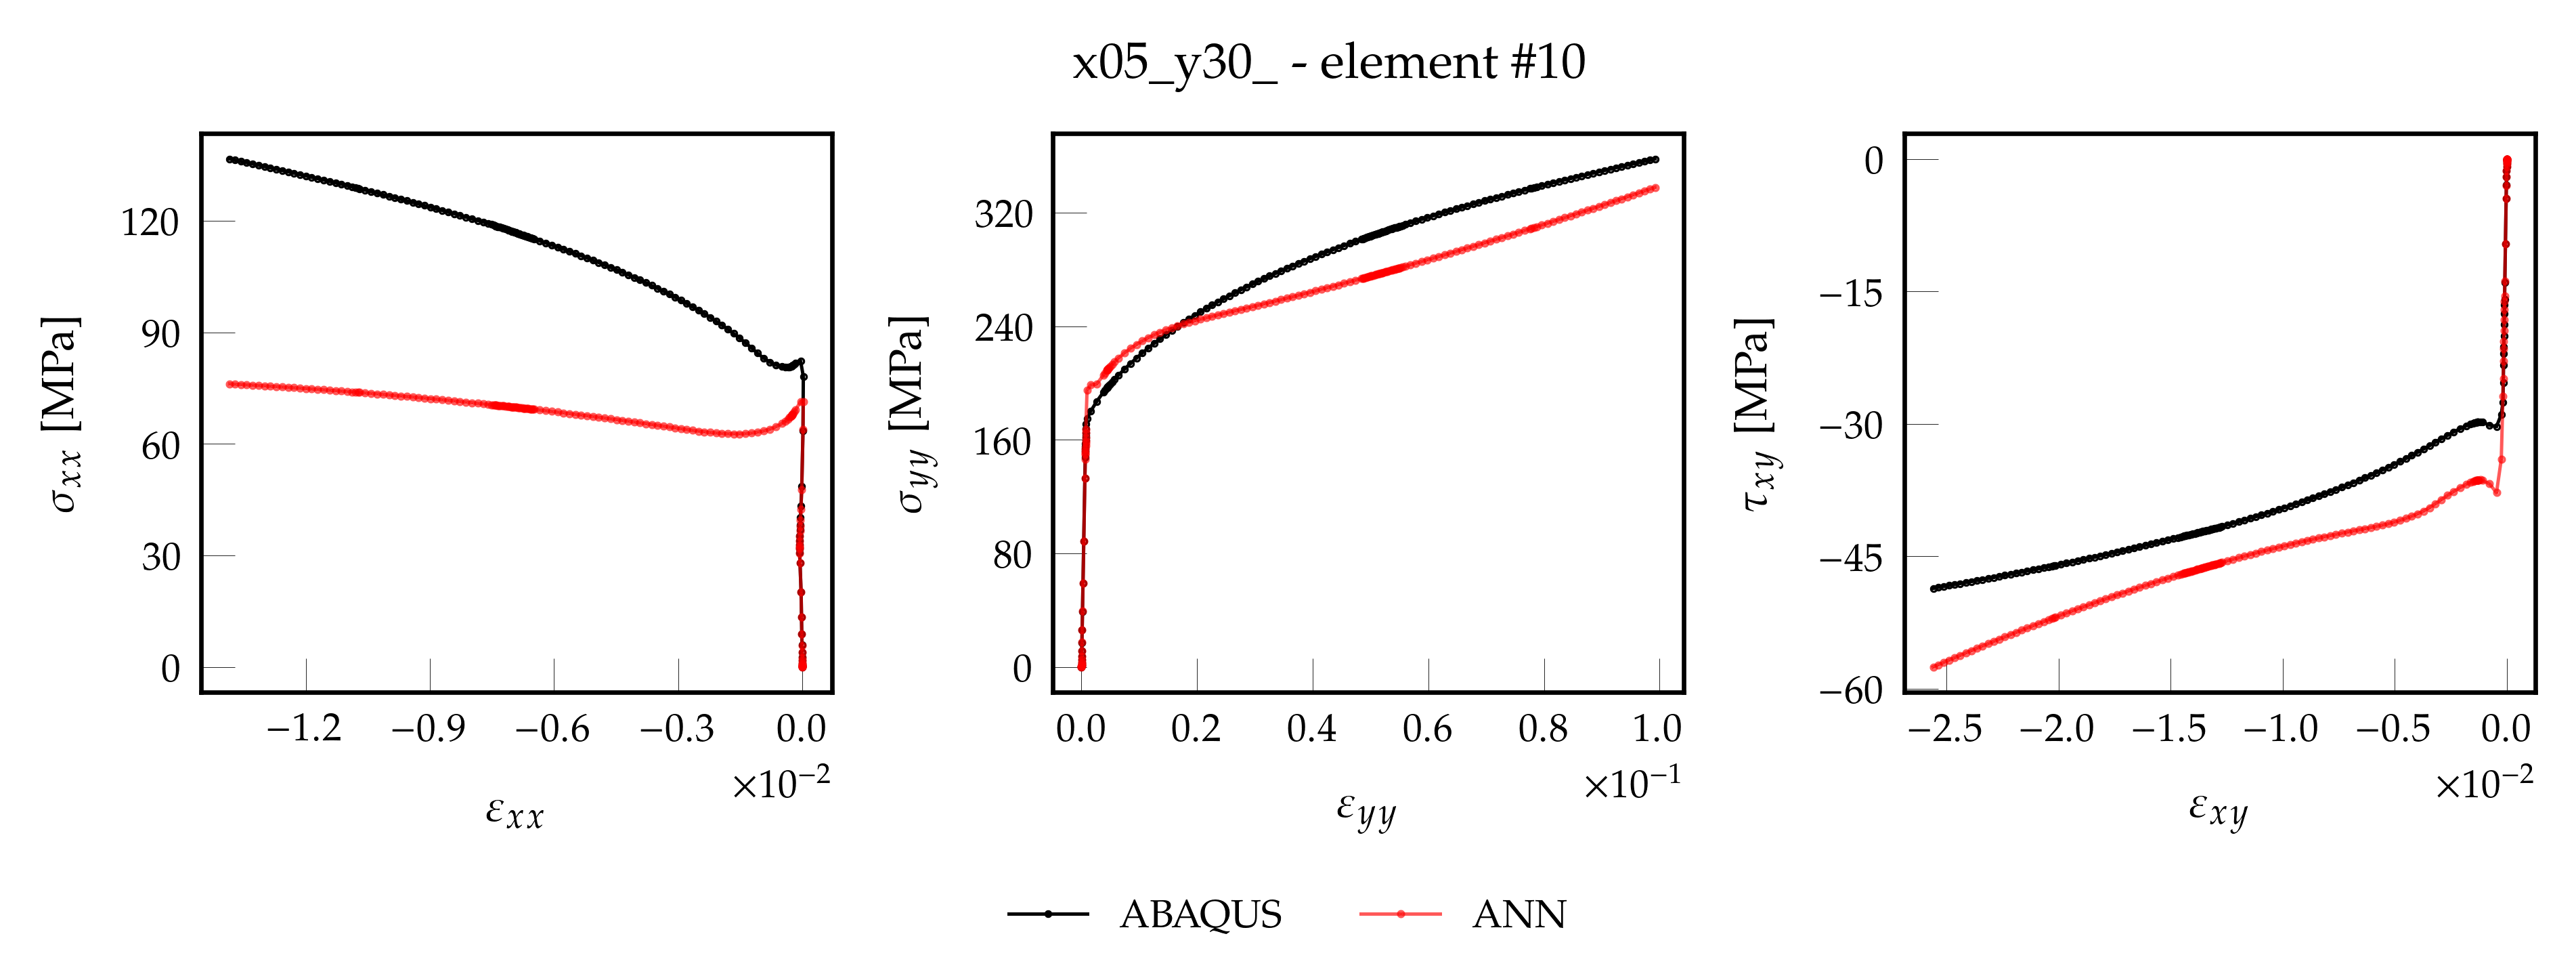 x05_y30_ - element #10
σxx [MPa]
120
90
60
30
0
−1.2 −0.9 −0.6 −0.3 0.0
×10−2
εxx
σyy [MPa]
320
240
160
80
0
0.0 0.2 0.4 0.6 0.8 1.0
×10−1
εyy
τxy [MPa]
0
−15
−30
−45
−60
−2.5 −2.0 −1.5 −1.0 −0.5 0.0
×10−2
εxy
ABAQUS ANN